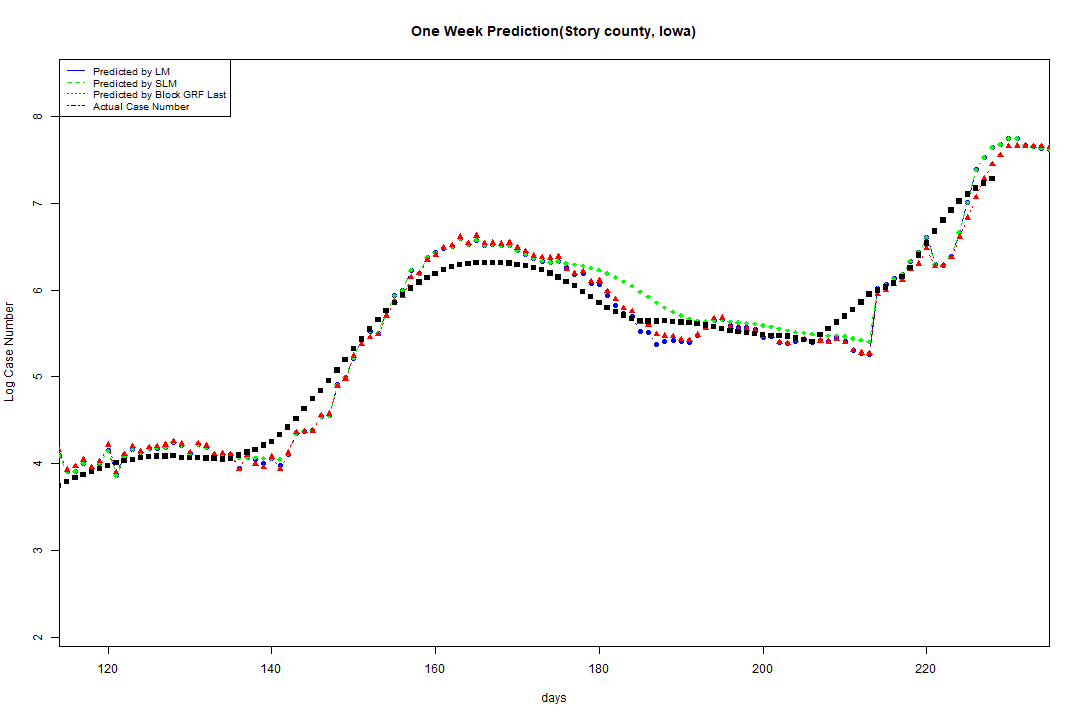 One Week Prediction(Story county, Iowa)
Predicted by LM
Predicted by SLM
Predicted by Block GRF Last
Actual Case Number
8
7
6
5
4
3
2
Log Case Number
120 140 160 180 200 220
days